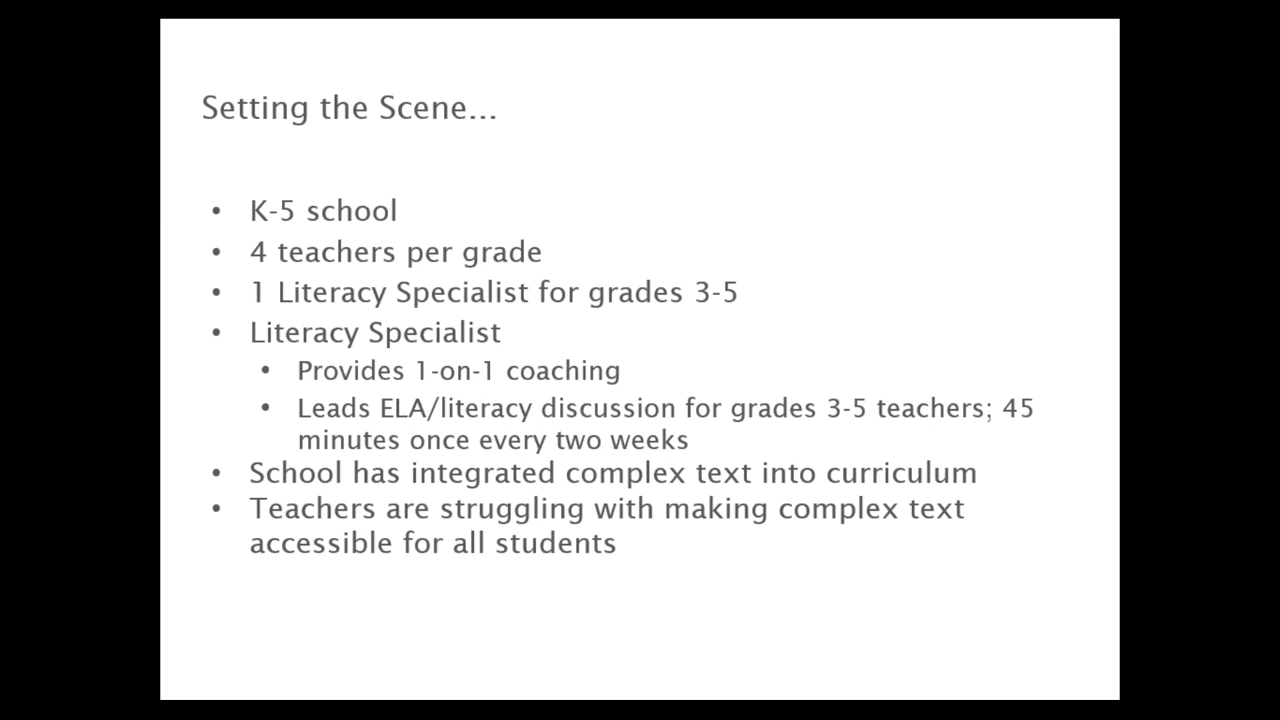 Setting the Scene...
• K-5 school
• 4 teachers per grade
• 1 Literacy Specialist for grades 3-5
• Literacy Specialist
• Provides 1-on-1 coaching
• Leads ELA/literacy discussion for grades 3-5 teachers; 45
minutes once every two weeks
• School has integrated complex text into curriculum
• Teachers are struggling with making complex text
accessible for all students